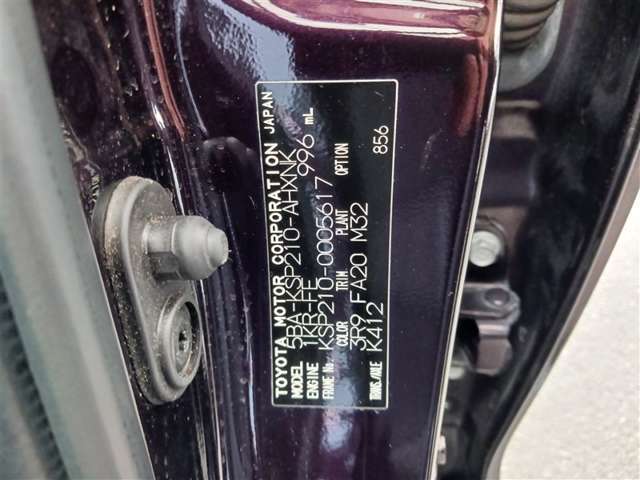 TOYOTA MOTOR CORPORATION JAPAN
MODEL 5BA-KSP210-AHXNK
ENGINE 1KR-FE 996 mL
FRAME No. KSP210-0005617
COLOR TRIM PLANT OPTION
3R9 FA20 M32 856
TRANS/AXLE K412